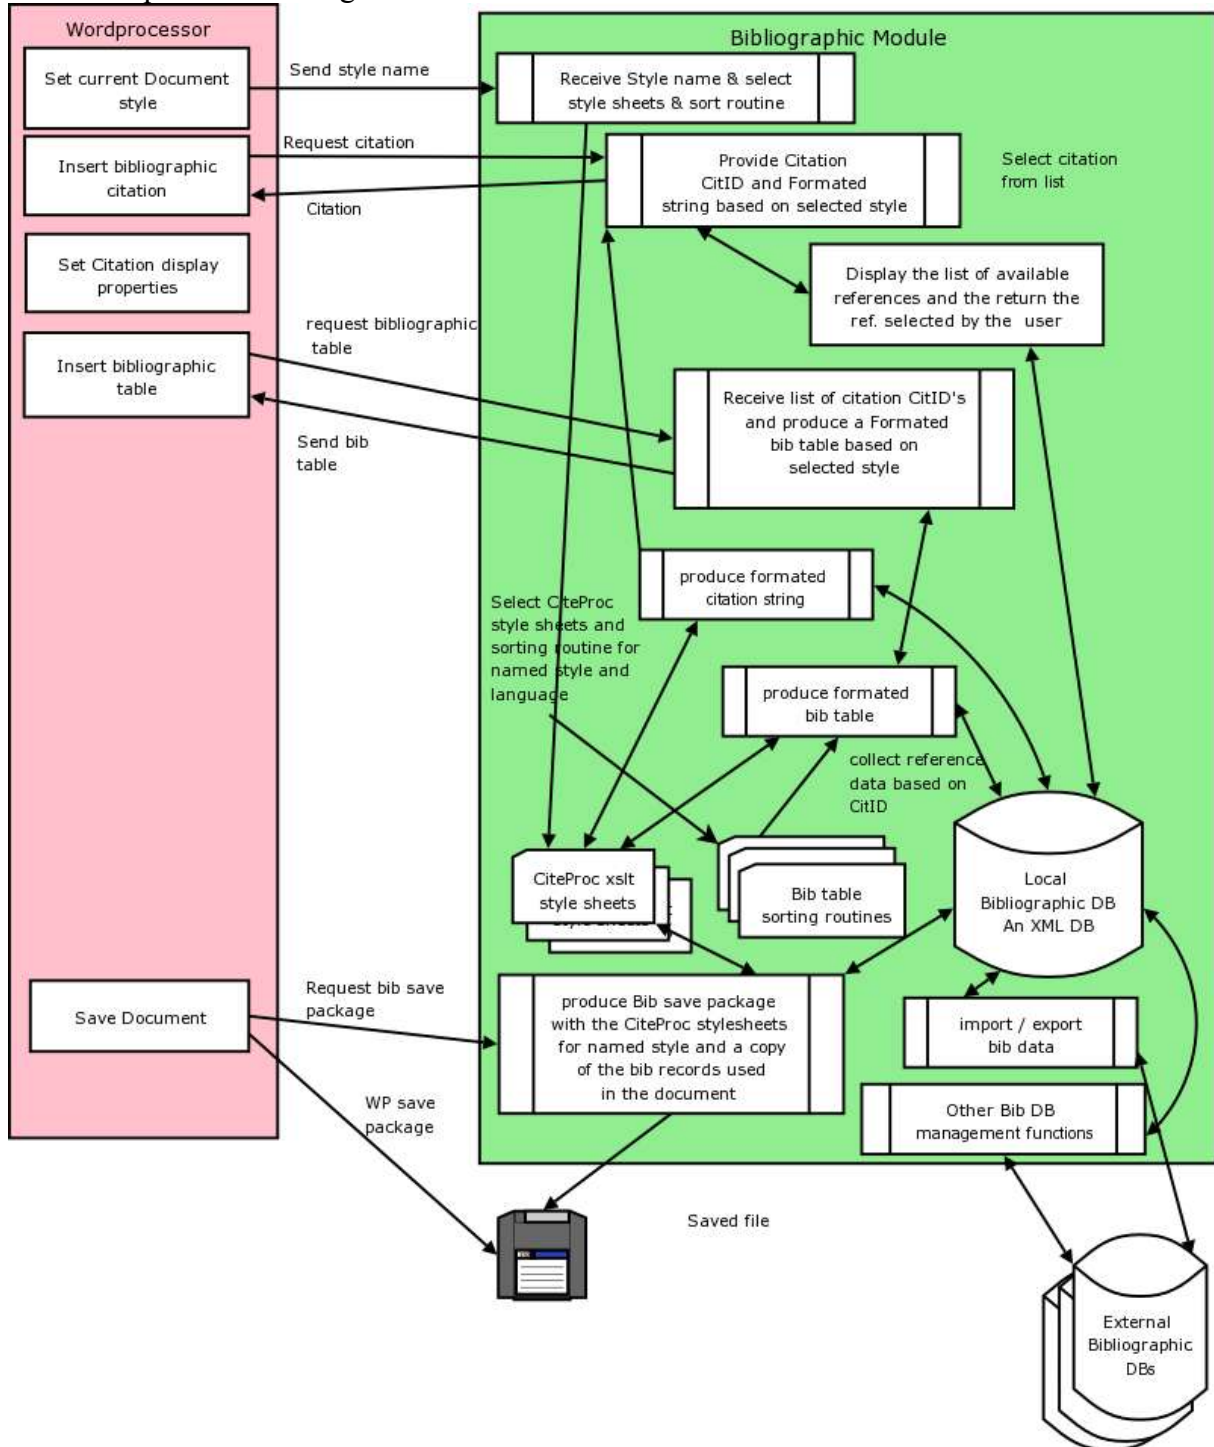 Wordprocessor
Bibliographic Module
Set current Document
style
Send style name
Receive Style name & select
style sheets & sort routine
Insert bibliographic
citation
Request citation
Citation
Provide Citation
CitID and Formated
string based on selected style
Select citation
from list
Set Citation display
properties
Display the list of available
references and the return the
ref. selected by the user
request bibliographic
table
Insert bibliographic
table
Send bib
table
Receive list of citation CitID's
and produce a Formated
bib table based on
selected style
produce formated
citation string
Select CiteProc
style sheets and
sorting routine for
named style and
language
produce formated
bib table
collect reference
data based on
CitID
CiteProc xslt
style sheets
Bib table
sorting routines
Local
Bibliographic DB
An XML DB
Save Document
Request bib save
package
produce Bib save package
with the CiteProc stylesheets
for named style and a copy
of the bib records used
in the document
import / export
bib data
Other Bib DB
management functions
WP save
package
Saved file
External
Bibliographic
DBs